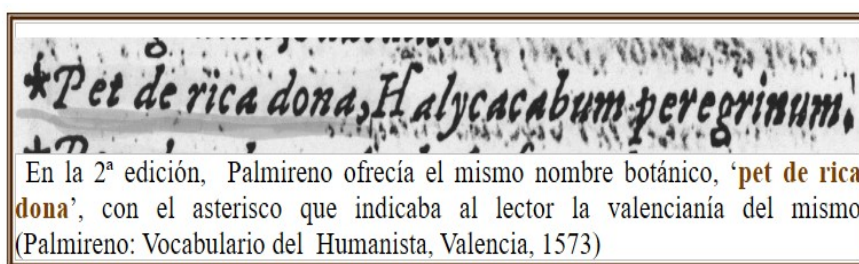 *Pet de rica dona, Halycacabum peregrinum.
En la 2ª edición, Palmireno ofrecía el mismo nombre botánico, ‘pet de rica
dona’, con el asterisco que indicaba al lector la valencianía del mismo
(Palmireno: Vocabulario del Humanista, Valencia, 1573)